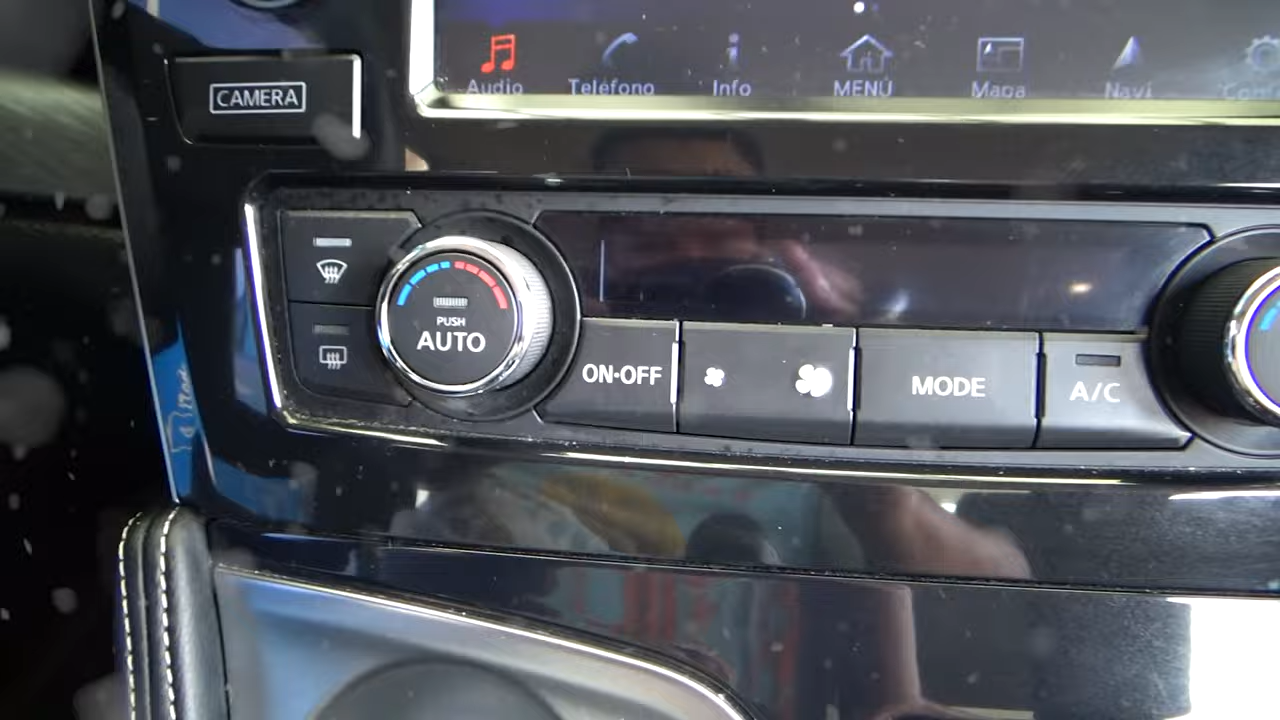 CAMERA
Audio
Teléfono
Info
MENÚ
Mapa
Navi
PUSH
AUTO
ON·OFF
MODE
A/C